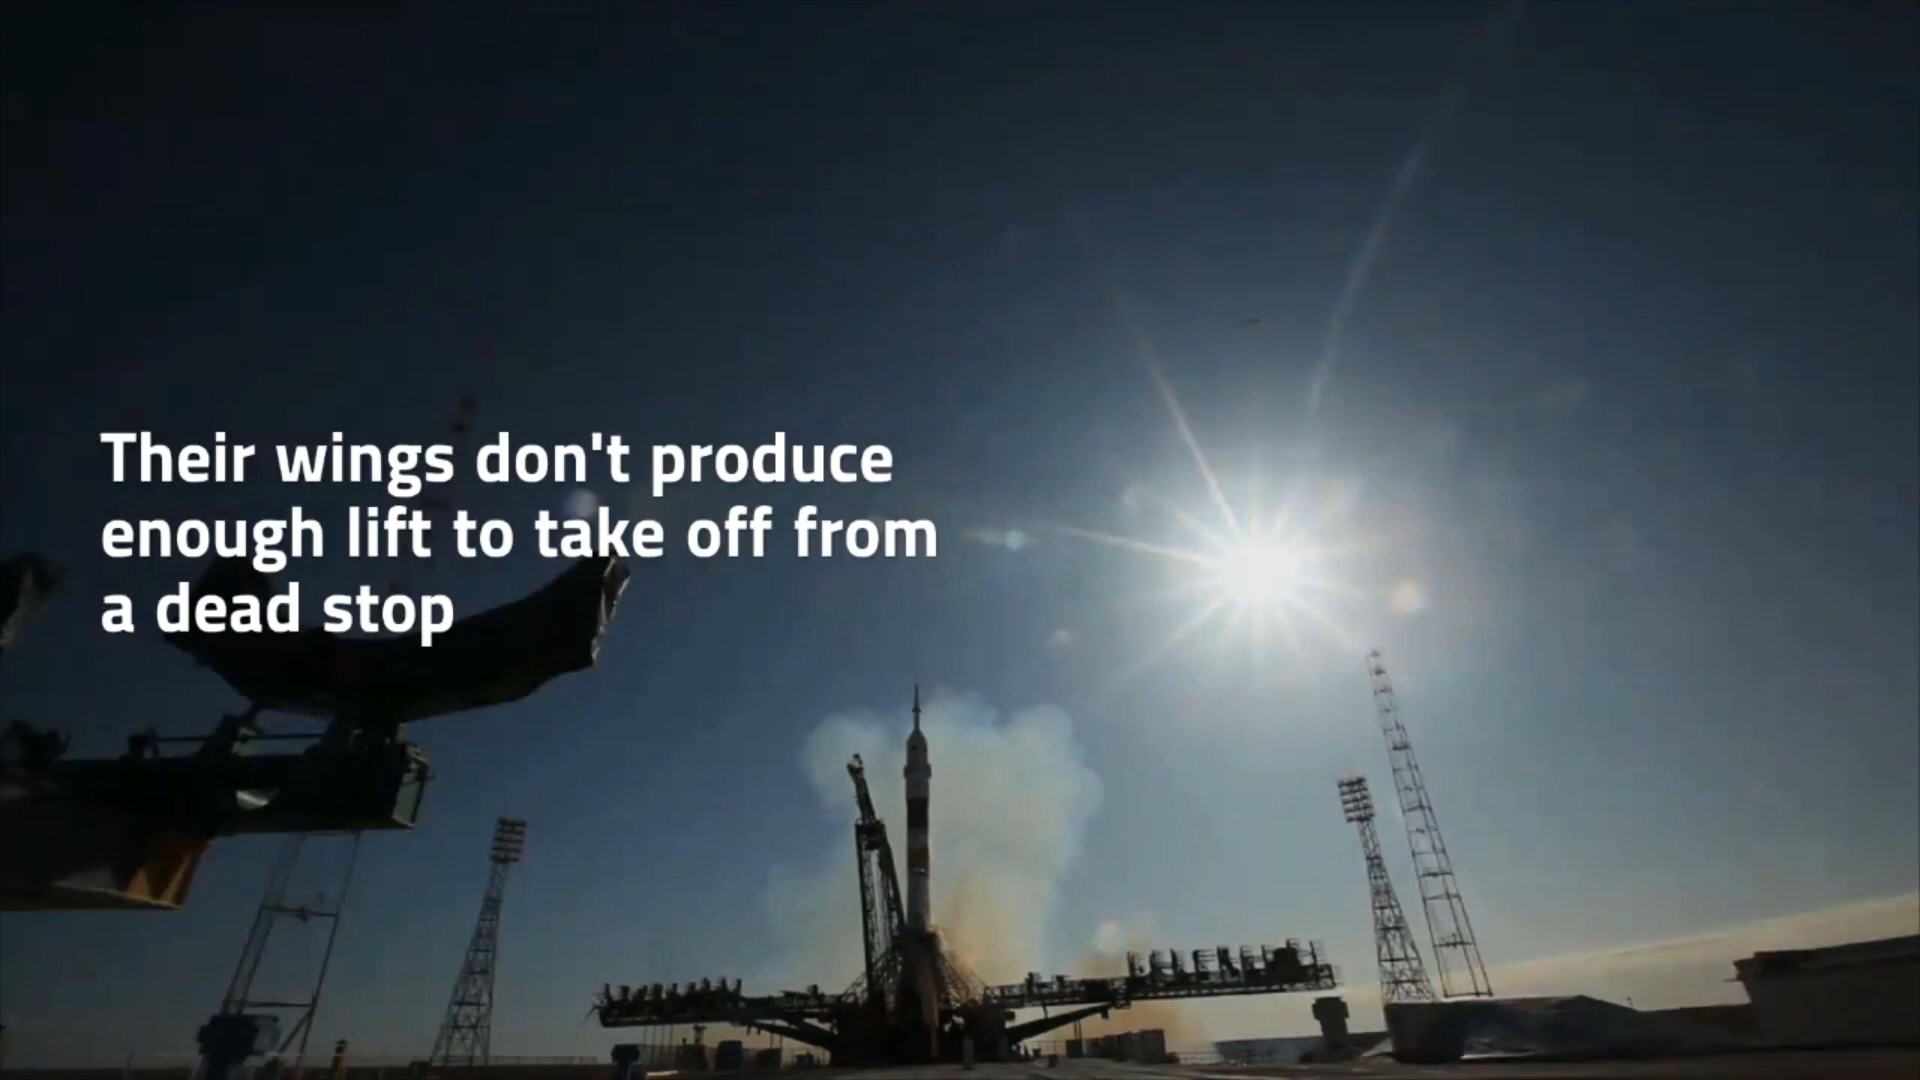 Their wings don't produce
enough lift to take off from
a dead stop